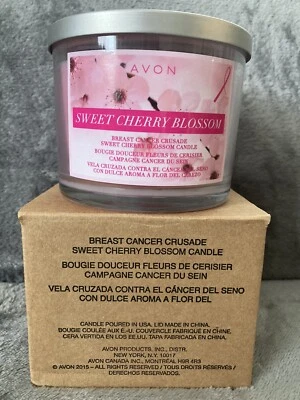 AVON
SWEET CHERRY BLOSSOM
BREAST CANCER CRUSADE
SWEET CHERRY BLOSSOM CANDLE
BOUGIE DOUCEUR FLEURS DE CERISIER
CAMPAGNE CANCER DU SEIN
VELA CRUZADA CONTRA EL CÁNCER DEL SENO
CON DULCE AROMA A FLOR DEL CEREZO
BREAST CANCER CRUSADE
SWEET CHERRY BLOSSOM CANDLE
BOUGIE DOUCEUR FLEURS DE CERISIER
CAMPAGNE CANCER DU SEIN
VELA CRUZADA CONTRA EL CÁNCER DEL SENO
CON DULCE AROMA A FLOR DEL
CANDLE POURED IN USA. LID MADE IN CHINA.
BOUGIE COULÉE AUX É.-U. COUVERCLE FABRIQUÉ EN CHINE.
CERA VERTIDA EN LOS EE.UU. TAPA FABRICADA EN CHINA.
AVON PRODUCTS, INC., DISTR.
NEW YORK, N.Y. 10017
AVON CANADA INC., MONTRÉAL H9R 4R3
© AVON 2015 – ALL RIGHTS RESERVED / TOUS DROITS RÉSERVÉS /
DERECHOS RESERVADOS.